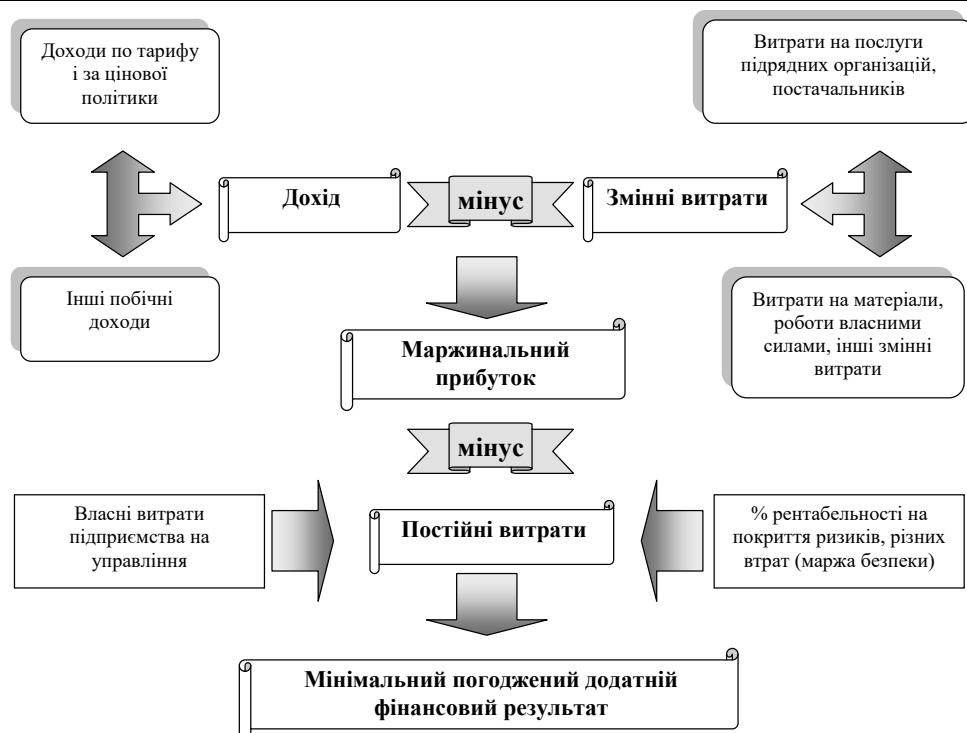 Доходи по тарифу
і за цінової
політики
Витрати на послуги
підрядних організацій,
постачальників
Дохід
мінус
Змінні витрати
Інші побічні
доходи
Витрати на матеріали,
роботи власними
силами, інші змінні
витрати
Маржинальний
прибуток
мінус
Власні витрати
підприємства на
управління
Постійні витрати
% рентабельності на
покриття ризиків, різних
втрат (маржа безпеки)
Мінімальний погоджений додатній
фінансовий результат